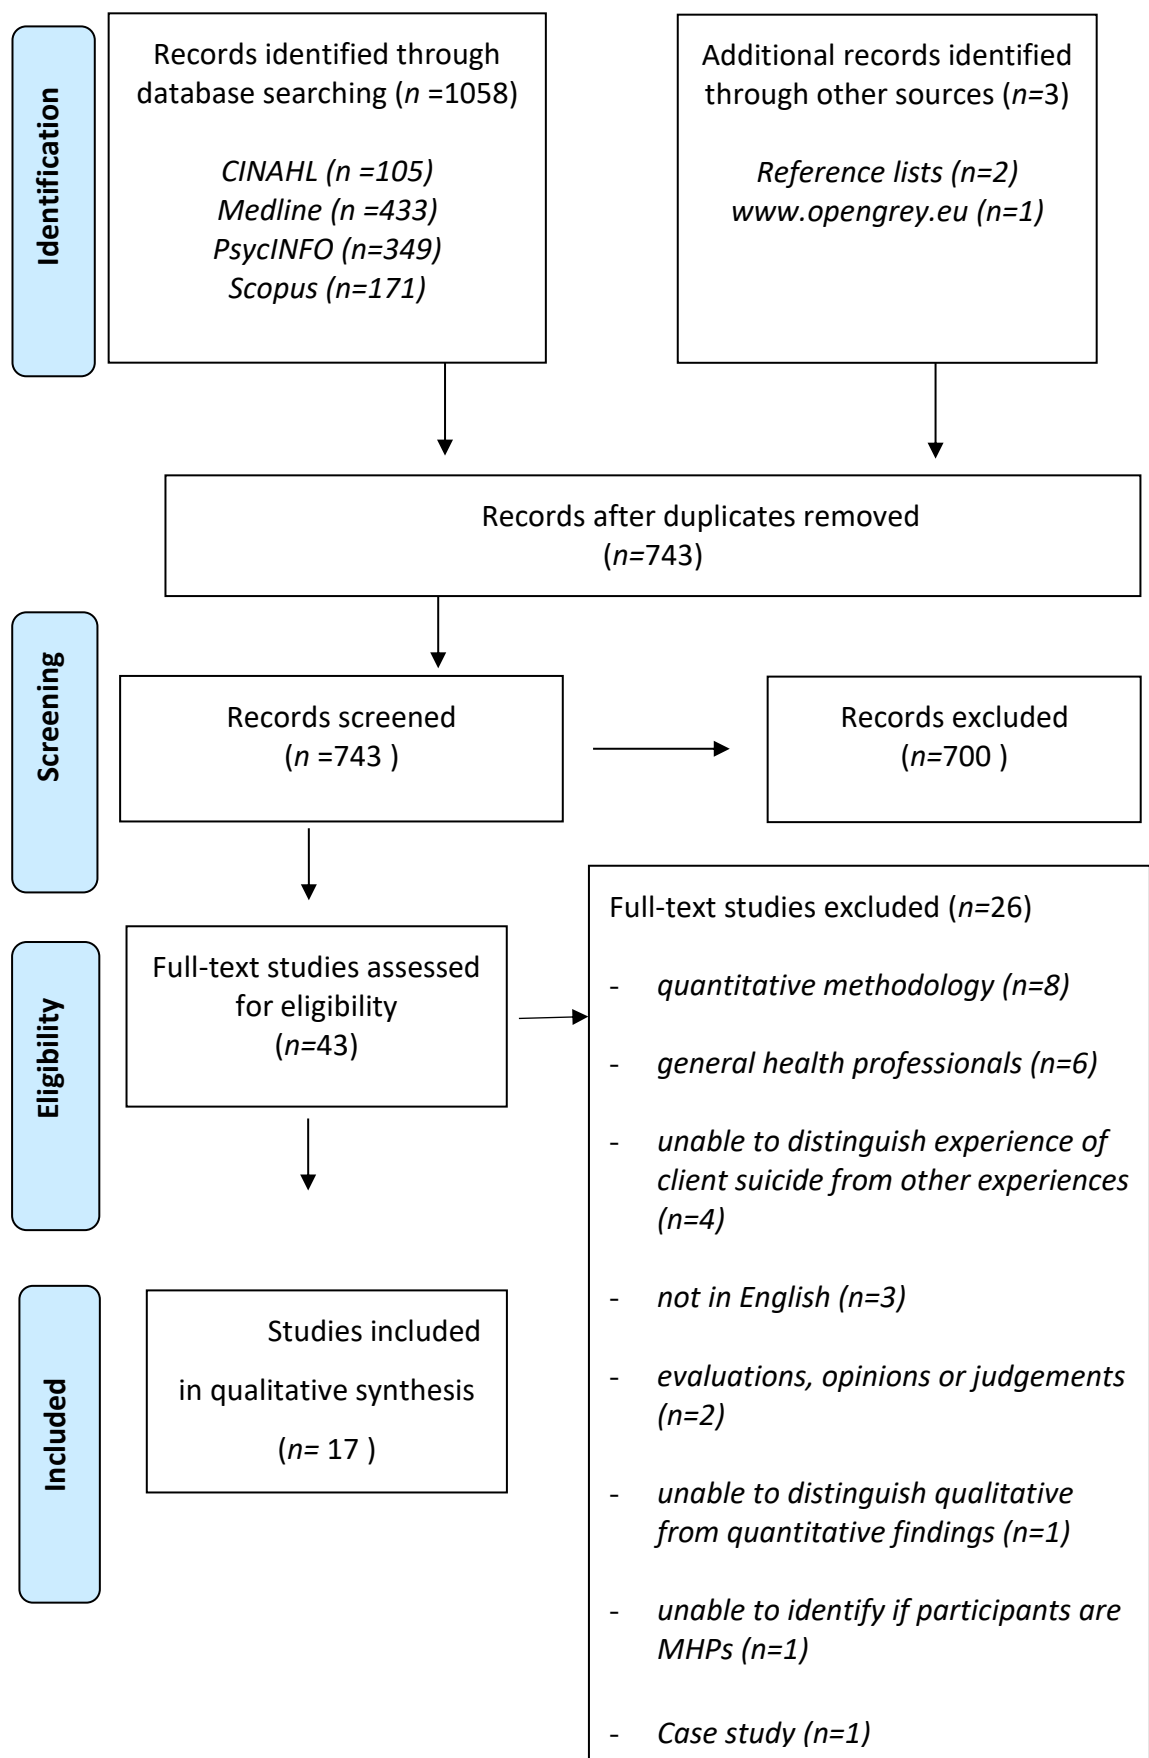 Identification
Records identified through
database searching (n =1058)
CINAHL (n =105)
Medline (n =433)
PsycINFO (n=349)
Scopus (n=171)
Additional records identified
through other sources (n=3)
Reference lists (n=2)
www.opengrey.eu (n=1)
Records after duplicates removed
(n=743)
Screening
Records screened
(n =743 )
Records excluded
(n=700 )
Eligibility
Full-text studies assessed
for eligibility
(n=43)
Full-text studies excluded (n=26)
- quantitative methodology (n=8)
- general health professionals (n=6)
- unable to distinguish experience of
client suicide from other experiences
(n=4)
- not in English (n=3)
- evaluations, opinions or judgements
(n=2)
- unable to distinguish qualitative
from quantitative findings (n=1)
- unable to identify if participants are
MHPs (n=1)
- Case study (n=1)
Included
Studies included
in qualitative synthesis
(n= 17 )